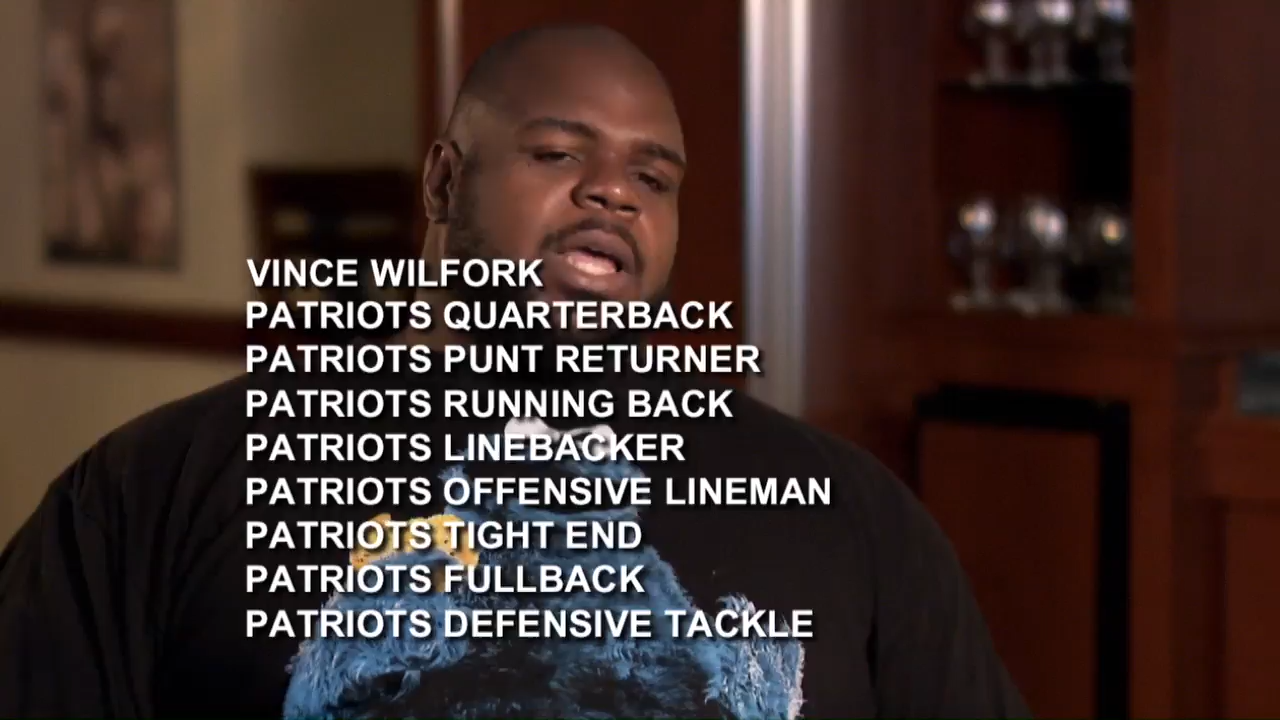 VINCE WILFORK
PATRIOTS QUARTERBACK
PATRIOTS PUNT RETURNER
PATRIOTS RUNNING BACK
PATRIOTS LINEBACKER
PATRIOTS OFFENSIVE LINEMAN
PATRIOTS TIGHT END
PATRIOTS FULLBACK
PATRIOTS DEFENSIVE TACKLE